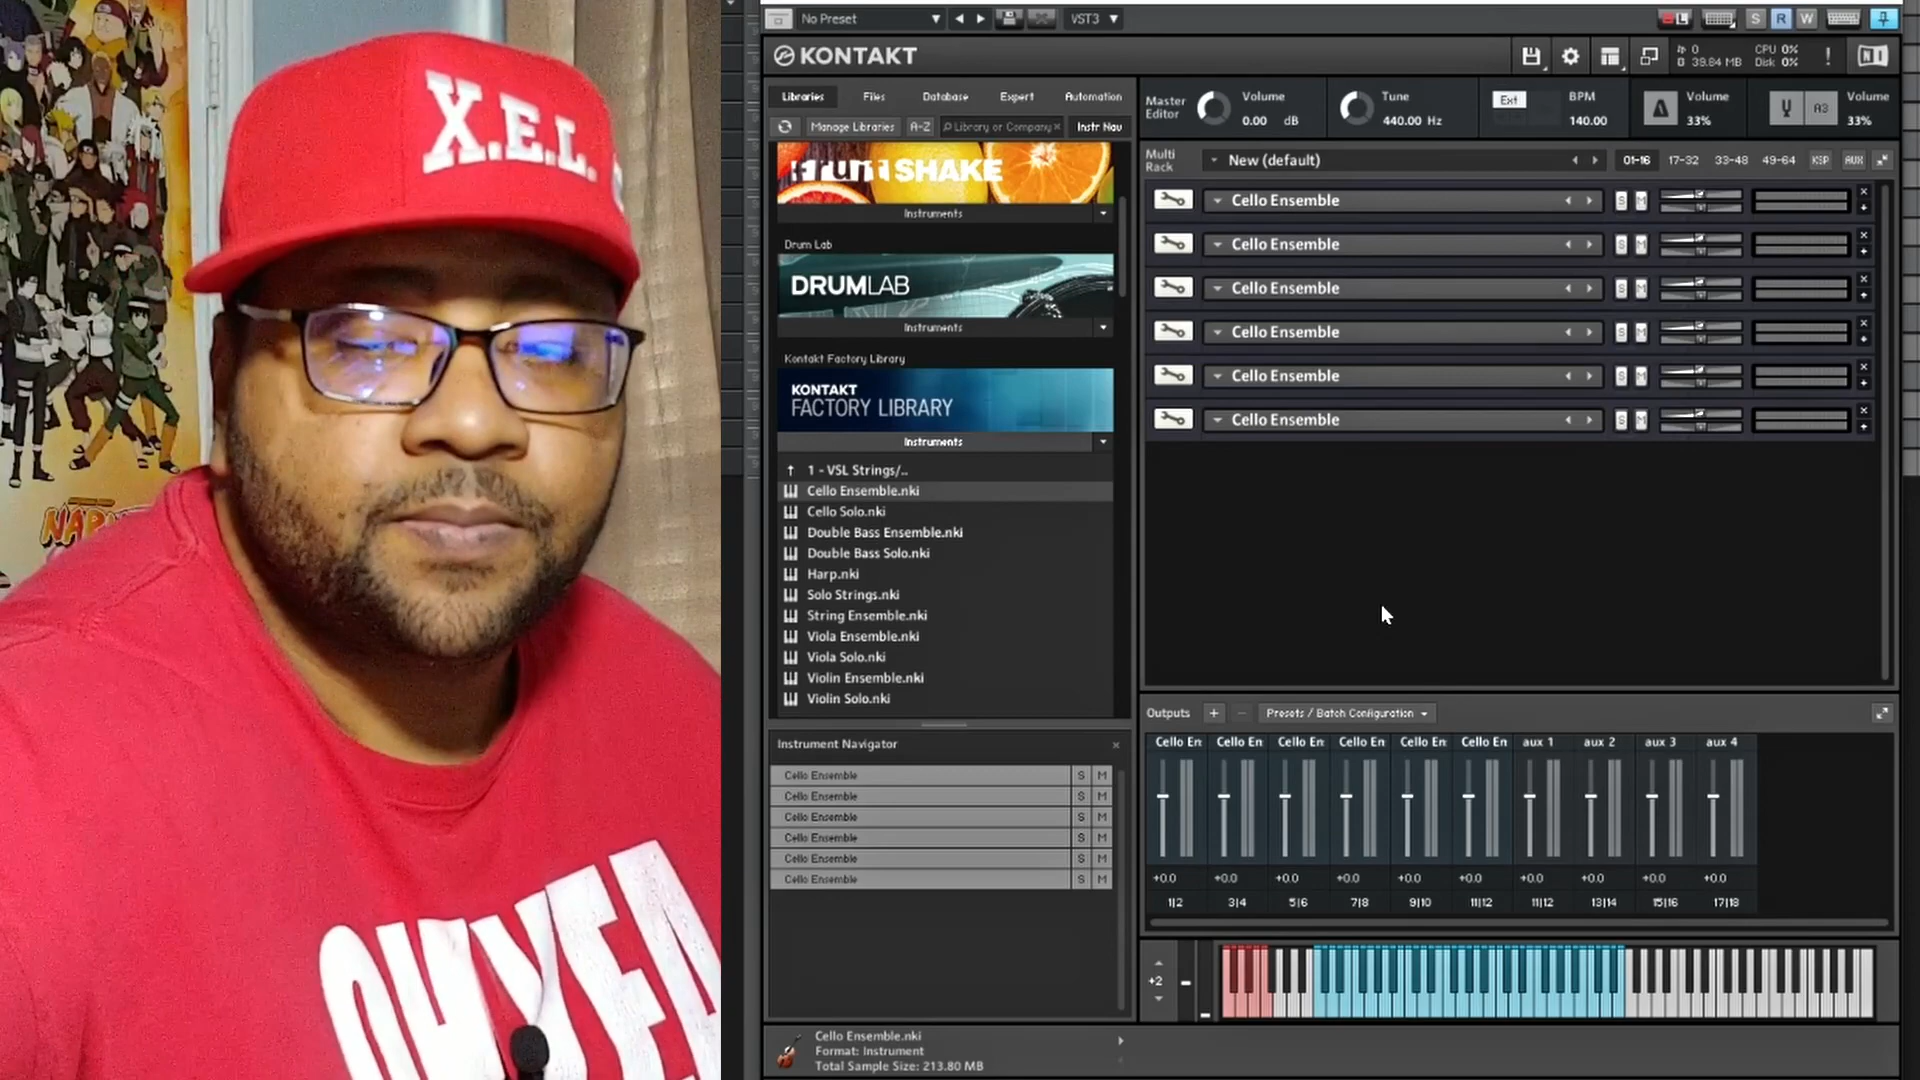 X.E.L.
OHYEA
No Preset
VST3
L
S
R
W
KONTAKT
0
39.84 MB
CPU 0%
Disk 0%
!
Libraries
Files
Database
Expert
Automation
Manage Libraries
A-Z
Library or Company
Instr Nav
Master
Editor
Volume
0.00 dB
Tune
440.00 Hz
Ext
BPM
140.00
Volume
33%
A3
Volume
33%
Multi
Rack
New (default)
01-16
17-32
33-48
49-64
KSP
AUX
SHAKE
Instruments
Drum Lab
DRUMLAB
Instruments
Kontakt Factory Library
KONTAKT
FACTORY LIBRARY
Instruments
1 - VSL Strings/..
Cello Ensemble.nki
Cello Solo.nki
Double Bass Ensemble.nki
Double Bass Solo.nki
Harp.nki
Solo Strings.nki
String Ensemble.nki
Viola Ensemble.nki
Viola Solo.nki
Violin Ensemble.nki
Violin Solo.nki
Cello Ensemble
S M
Cello Ensemble
S M
Cello Ensemble
S M
Cello Ensemble
S M
Cello Ensemble
S M
Cello Ensemble
S M
Instrument Navigator
Cello Ensemble S M
Cello Ensemble S M
Cello Ensemble S M
Cello Ensemble S M
Cello Ensemble S M
Cello Ensemble S M
Outputs
Presets / Batch Configuration
Cello En Cello En Cello En Cello En Cello En Cello En aux 1 aux 2 aux 3 aux 4
+0.0 +0.0 +0.0 +0.0 +0.0 +0.0 +0.0 +0.0 +0.0 +0.0
1|2 3|4 5|6 7|8 9|10 11|12 11|12 13|14 15|16 17|18
+2
Cello Ensemble.nki
Format: Instrument
Total Sample Size: 213.80 MB